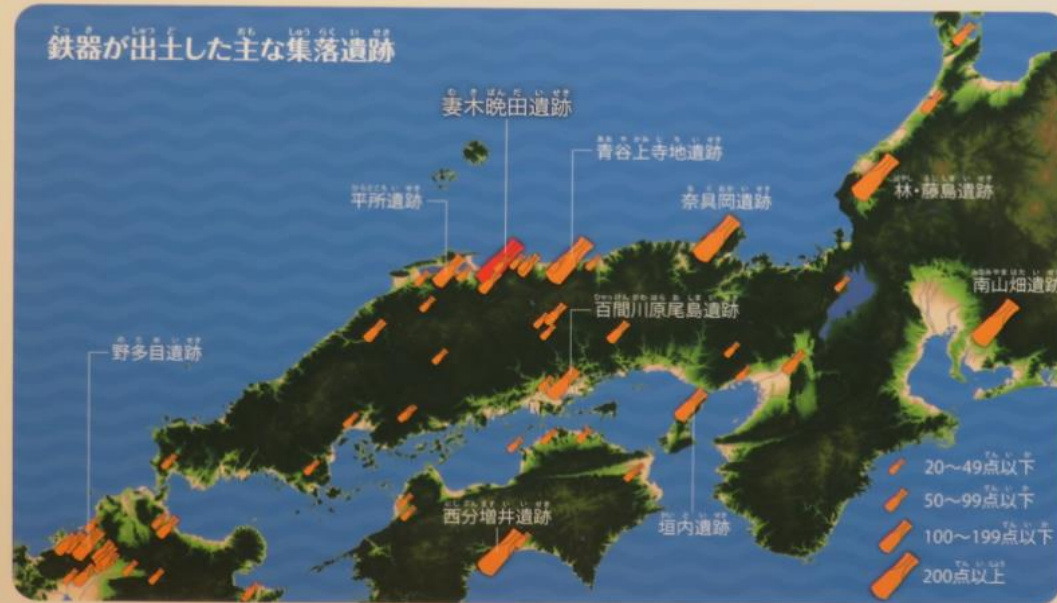 鉄器が出土した主な集落遺跡
妻木晩田遺跡
青谷上寺地遺跡
平所遺跡
奈具岡遺跡
林・藤島遺跡
南山畑遺跡
百間川原尾島遺跡
野多目遺跡
西分増井遺跡
垣内遺跡
20〜49点以下
50〜99点以下
100〜199点以下
200点以上